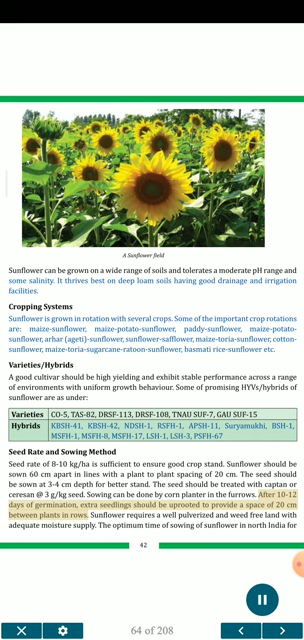 A Sunflower field
Sunflower can be grown on a wide range of soils and tolerates a moderate pH range and
some salinity. It thrives best on deep loam soils having good drainage and irrigation
facilities.
Cropping Systems
Sunflower is grown in rotation with several crops. Some of the important crop rotations
are: maize-sunflower, maize-potato-sunflower, paddy-sunflower, maize-potato-
sunflower, arhar (ageti)-sunflower, sunflower-safflower, maize-toria-sunflower, cotton-
sunflower, maize-toria-sugarcane-ratoon-sunflower, basmati rice-sunflower etc.
Varieties/Hybrids
A good cultivar should be high yielding and exhibit stable performance across a range
of environments with uniform growth behaviour. Some of promising HYVs/hybrids of
sunflower are as under:
Varieties CO-5, TAS-82, DRSF-113, DRSF-108, TNAU SUF-7, GAU SUF-15
Hybrids KBSH-41, KBSH-42, NDSH-1, RSFH-1, APSH-11, Suryamukhi, BSH-1,
MSFH-1, MSFH-8, MSFH-17, LSH-1, LSH-3, PSFH-67
Seed Rate and Sowing Method
Seed rate of 8-10 kg/ha is sufficient to ensure good crop stand. Sunflower should be
sown 60 cm apart in lines with a plant to plant spacing of 20 cm. The seed should
be sown at 3-4 cm depth for better stand. The seed should be treated with captan or
ceresan @ 3 g/kg seed. Sowing can be done by corn planter in the furrows. After 10-12
days of germination, extra seedlings should be uprooted to provide a space of 20 cm
between plants in rows. Sunflower requires a well pulverized and weed free land with
adequate moisture supply. The optimum time of sowing of sunflower in north India for
42
64 of 208